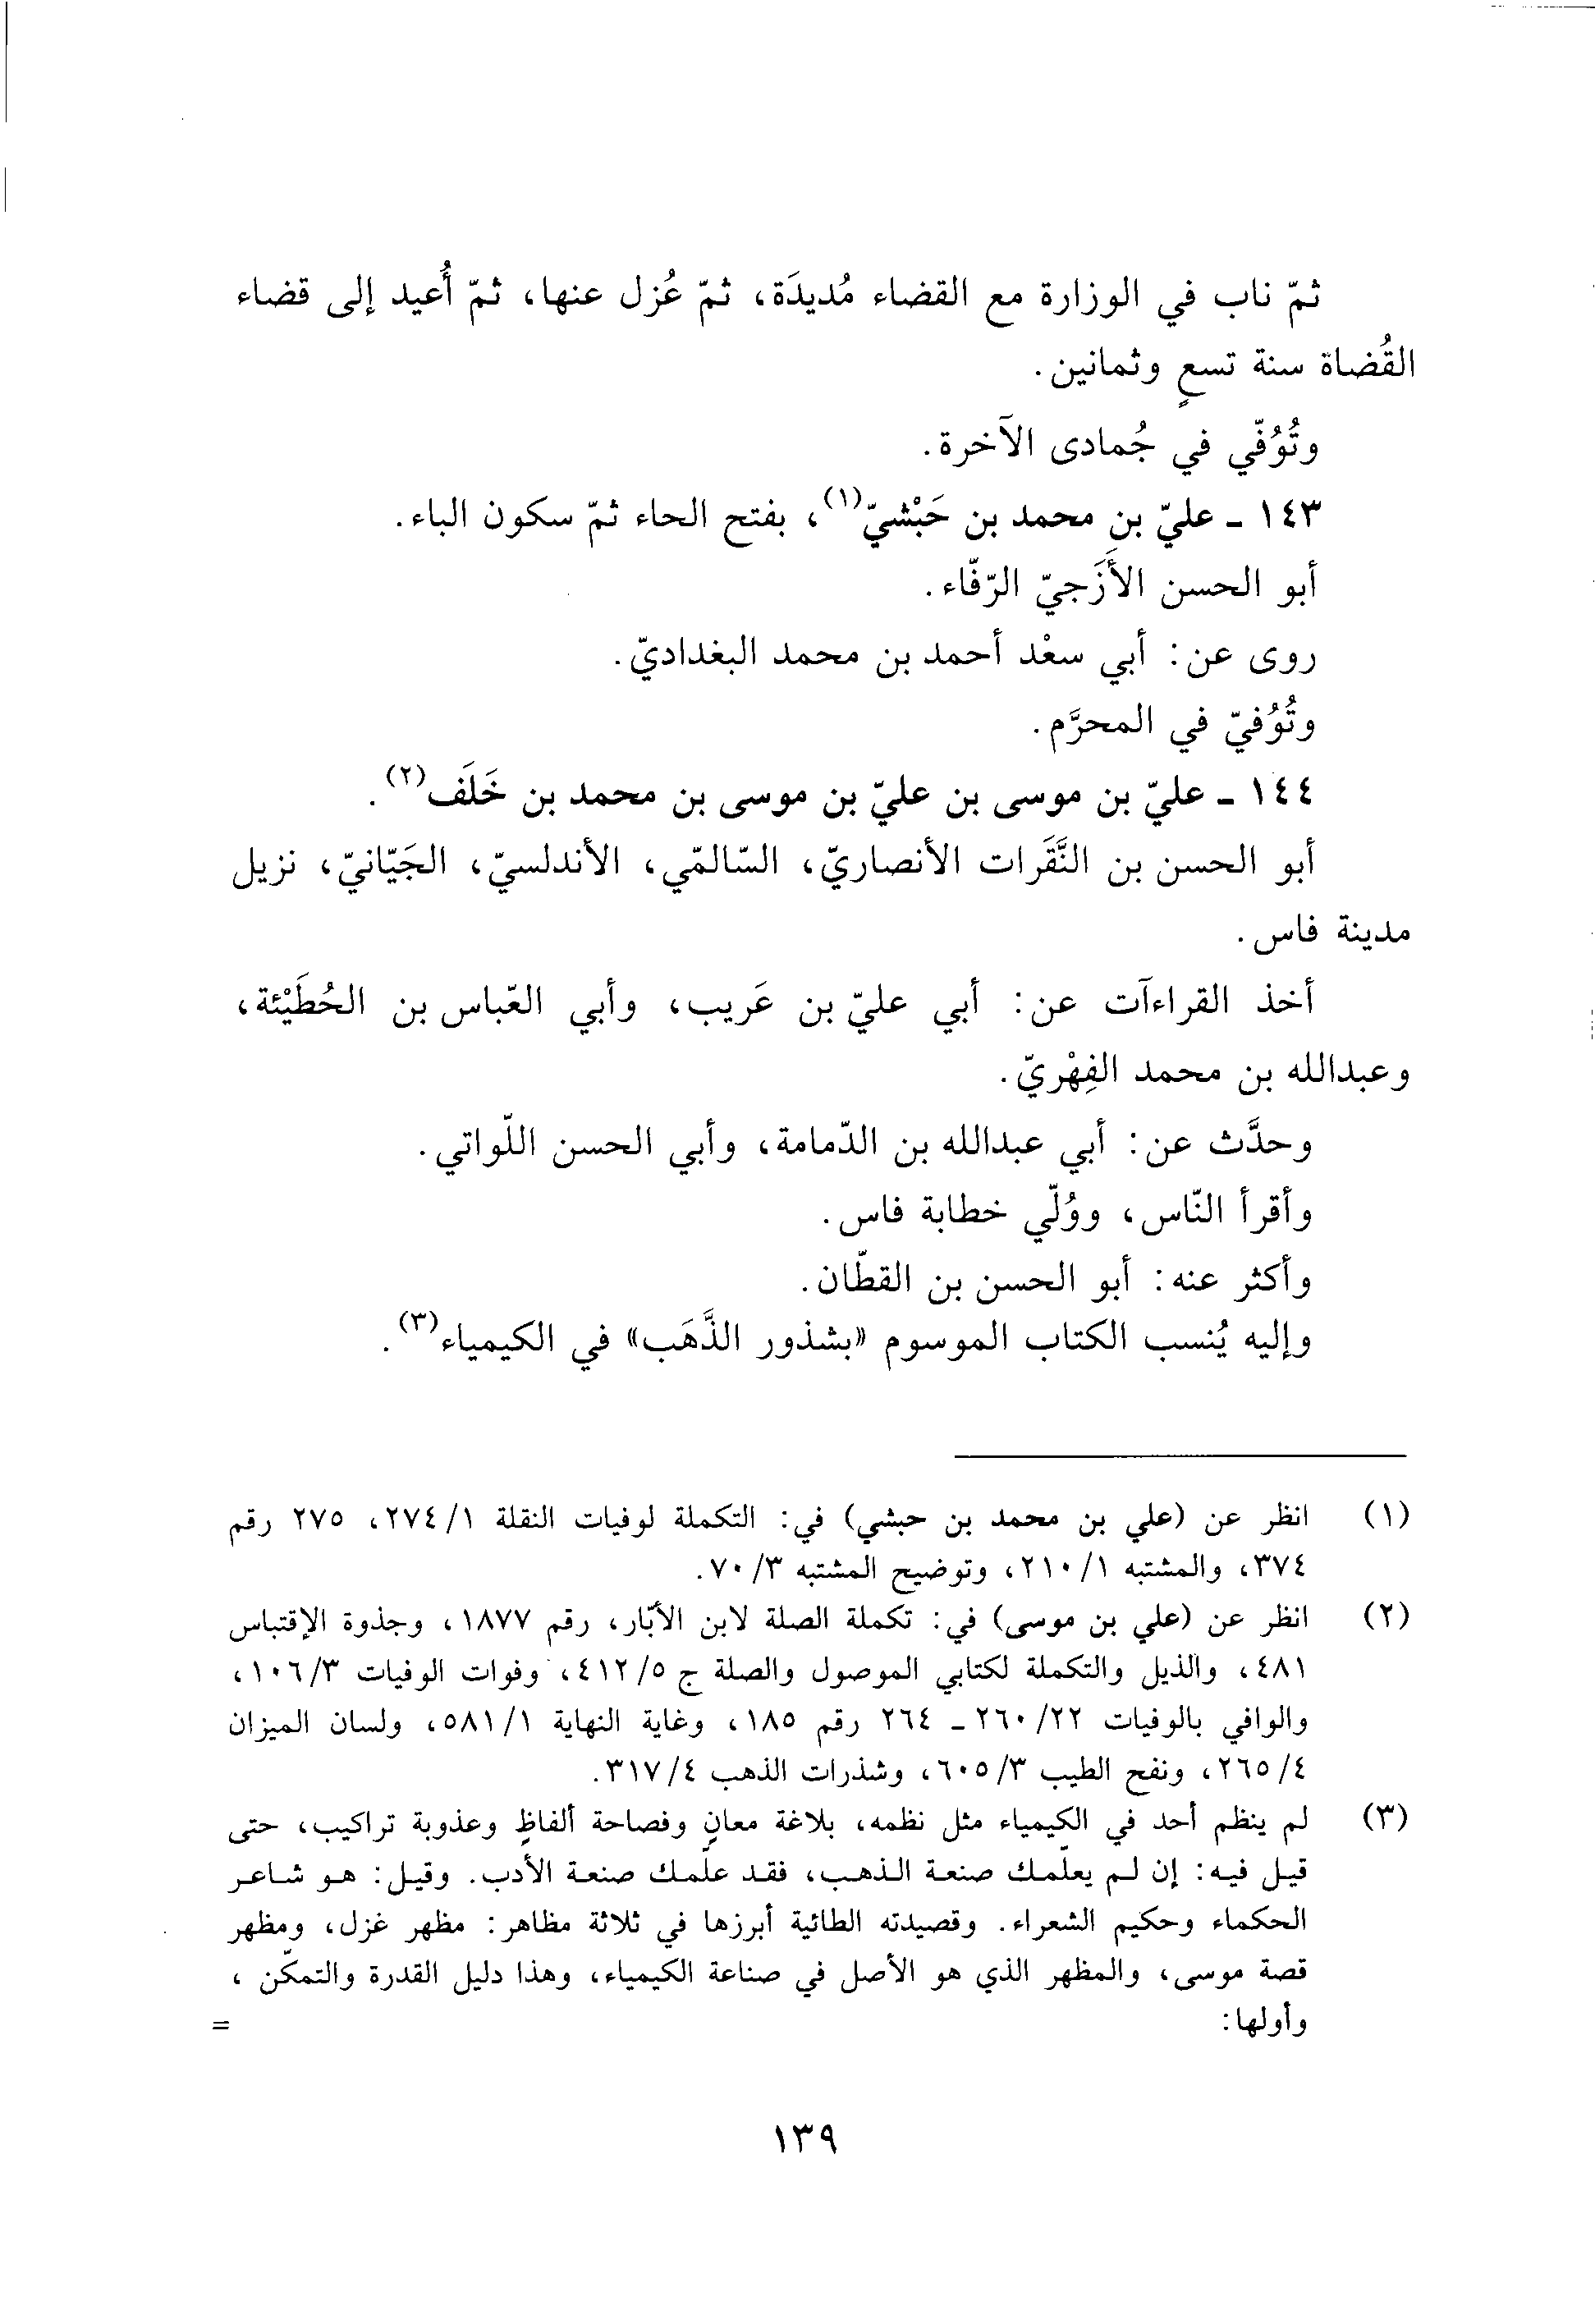 ثمّ ناب في الوزارة مع القضاء مُديدَة، ثمّ عُزل عنها، ثمّ أُعيد إلى قضاء
القُضاة سنة تسعٍ وثمانين.
وتُوُفّي في جُمادى الآخرة.
١٤٣ ـ عليّ بن محمد بن حَبْشيّ(١)، بفتح الحاء ثمّ سكون الباء.
أبو الحسن الأَزَجيّ الرّفّاء.
روى عن: أبي سعْد أحمد بن محمد البغداديّ.
وتُوُفيّ في المحرَّم.
١٤٤ ـ عليّ بن موسى بن عليّ بن موسى بن محمد بن خَلَف(٢).
أبو الحسن بن النَّقَرات الأنصاريّ، السّالمّي، الأندلسيّ، الجَيّانيّ، نزيل
مدينة فاس.
أخذ القراءآت عن: أبي عليّ بن عَريب، وأبي العّباس بن الحُطَيْئة،
وعبدالله بن محمد الفِهْريّ.
وحدَّث عن: أبي عبدالله بن الدّمامة، وأبي الحسن اللّواتي.
وأقرأ النّاس، ووُلّي خطابة فاس.
وأكثر عنه: أبو الحسن بن القطّان.
وإليه يُنسب الكتاب الموسوم «بشذور الذَّهَب» في الكيمياء(٣).
(١) انظر عن (علي بن محمد بن حبشي) في: التكملة لوفيات النقلة ١/٢٧٤، ٢٧٥ رقم
٣٧٤، والمشتبه ١/٢١٠، وتوضيح المشتبه ٣/٧٠.
(٢) انظر عن (علي بن موسى) في: تكملة الصلة لابن الأبّار، رقم ١٨٧٧، وجذوة الإقتباس
٤٨١، والذيل والتكملة لكتابي الموصول والصلة ج ٥/٤١٢، وفوات الوفيات ٣/١٠٦،
والوافي بالوفيات ٢٢/٢٦٠ ـ ٢٦٤ رقم ١٨٥، وغاية النهاية ١/٥٨١، ولسان الميزان
٤/٢٦٥، ونفح الطيب ٣/٦٠٥، وشذرات الذهب ٤/٣١٧.
(٣) لم ينظم أحد في الكيمياء مثل نظمه، بلاغة معانٍ وفصاحة ألفاظٍ وعذوبة تراكيب، حتى
قيل فيه: إن لم يعلّمك صنعة الذهب، فقد علّمك صنعة الأدب. وقيل: هو شاعر
الحكماء وحكيم الشعراء. وقصيدته الطائية أبرزها في ثلاثة مظاهر: مظهر غزل، ومظهر
قصة موسى، والمظهر الذي هو الأصل في صناعة الكيمياء، وهذا دليل القدرة والتمكّن،
وأولها: =
١٣٩